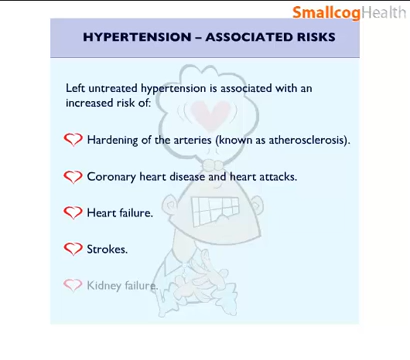 SmallcogHealth
HYPERTENSION – ASSOCIATED RISKS
Left untreated hypertension is associated with an
increased risk of:
Hardening of the arteries (known as atherosclerosis).
Coronary heart disease and heart attacks.
Heart failure.
Strokes.
Kidney failure.